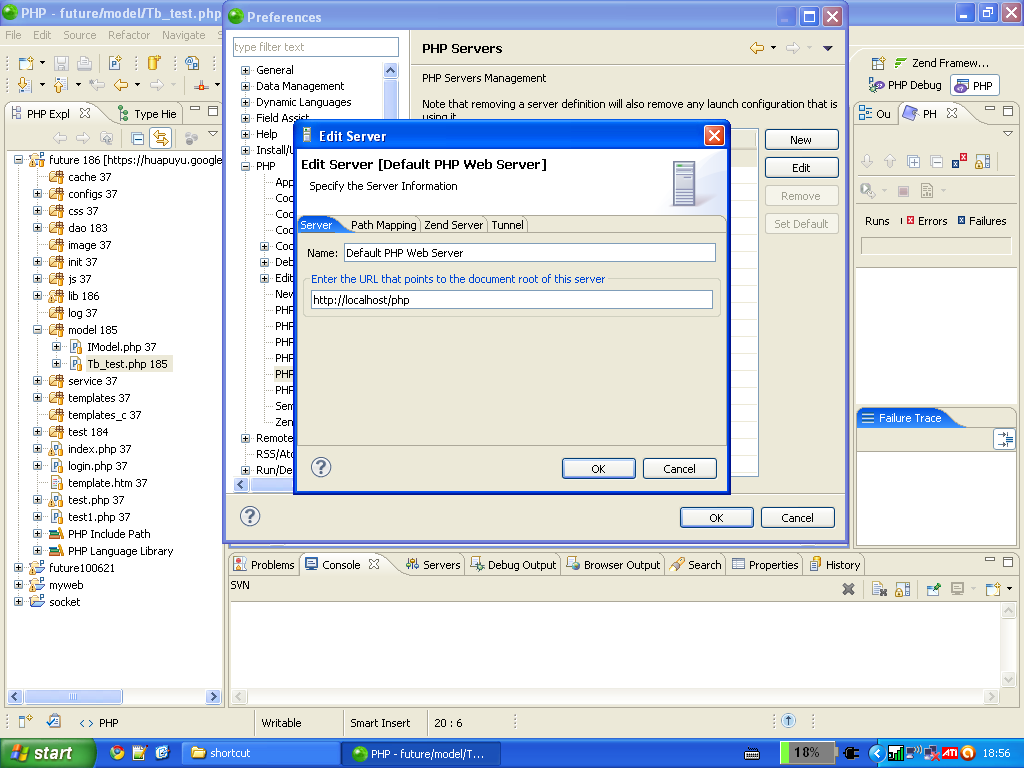 PHP - future/model/Tb_test.php
File Edit Source Refactor Navigate
Zend Framew...
PHP Debug
PHP
PHP Expl
Type Hie
future 186 [https://huapuyu.google
cache 37
configs 37
css 37
dao 183
image 37
init 37
js 37
lib 186
log 37
model 185
IModel.php 37
Tb_test.php 185
service 37
templates 37
templates_c 37
test 184
index.php 37
login.php 37
template.htm 37
test.php 37
test1.php 37
PHP Include Path
PHP Language Library
future100621
myweb
socket
Preferences
type filter text
General
Data Management
Dynamic Languages
Field Assist
Help
Install/U
PHP
App
Coc
Coc
Coc
Coc
Deb
Edit
New
PHP
PHP
PHP
PHP
PHP
PHP
Sem
Zen
Remote
RSS/Ato
Run/De
PHP Servers
PHP Servers Management
Note that removing a server definition will also remove any launch configuration that is
using it.
New
Edit
Remove
Set Default
OK
Cancel
Edit Server
Edit Server [Default PHP Web Server]
Specify the Server Information
Server
Path Mapping
Zend Server
Tunnel
Name:
Default PHP Web Server
Enter the URL that points to the document root of this server
http://localhost/php
OK
Cancel
Ou
PH
Runs
Errors
Failures
Failure Trace
Problems
Console
Servers
Debug Output
Browser Output
Search
Properties
History
SVN
PHP
Writable
Smart Insert
20 : 6
start
shortcut
PHP - future/model/T...
18%
ATI
18:56